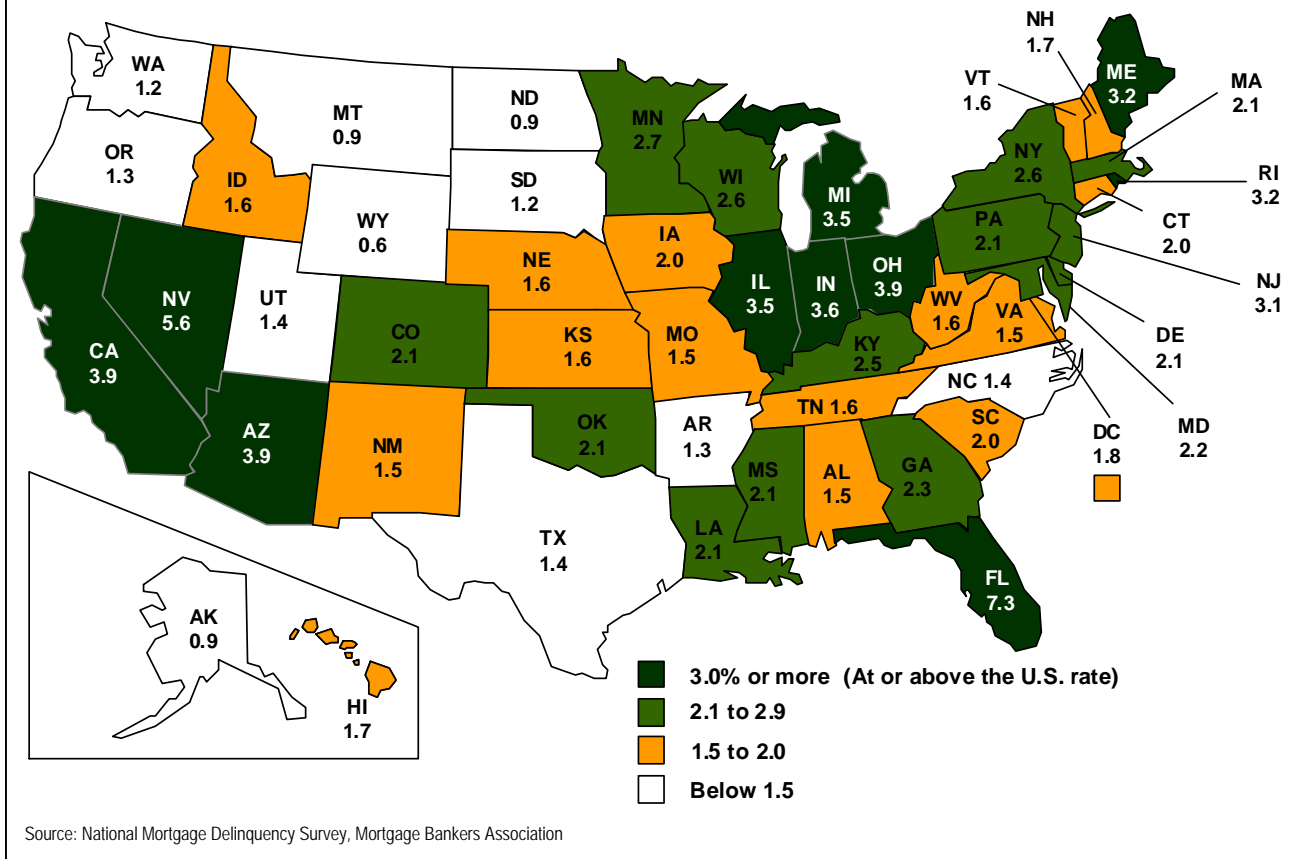 NH
1.7
WA
1.2
MT
0.9
ND
0.9
MN
2.7
VT
1.6
ME
3.2
MA
2.1
OR
1.3
ID
1.6
SD
1.2
WI
2.6
MI
3.5
NY
2.6
RI
3.2
WY
0.6
IA
2.0
PA
2.1
CT
2.0
NV
5.6
UT
1.4
NE
1.6
IL
3.5
IN
3.6
OH
3.9
NJ
3.1
CA
3.9
CO
2.1
KS
1.6
MO
1.5
KY
2.5
WV
1.6
VA
1.5
DE
2.1
AZ
3.9
NM
1.5
OK
2.1
AR
1.3
TN 1.6
NC 1.4
SC
2.0
DC
1.8
MD
2.2
MS
2.1
AL
1.5
GA
2.3
TX
1.4
LA
2.1
FL
7.3
AK
0.9
HI
1.7
3.0% or more (At or above the U.S. rate)
2.1 to 2.9
1.5 to 2.0
Below 1.5
Source: National Mortgage Delinquency Survey, Mortgage Bankers Association